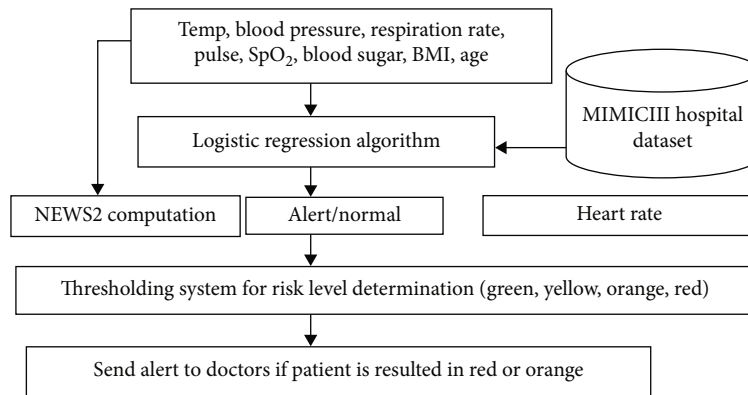 Temp, blood pressure, respiration rate,
pulse, SpO₂, blood sugar, BMI, age
MIMICIII hospital
dataset
Logistic regression algorithm
NEWS2 computation
Alert/normal
Heart rate
Thresholding system for risk level determination (green, yellow, orange, red)
Send alert to doctors if patient is resulted in red or orange